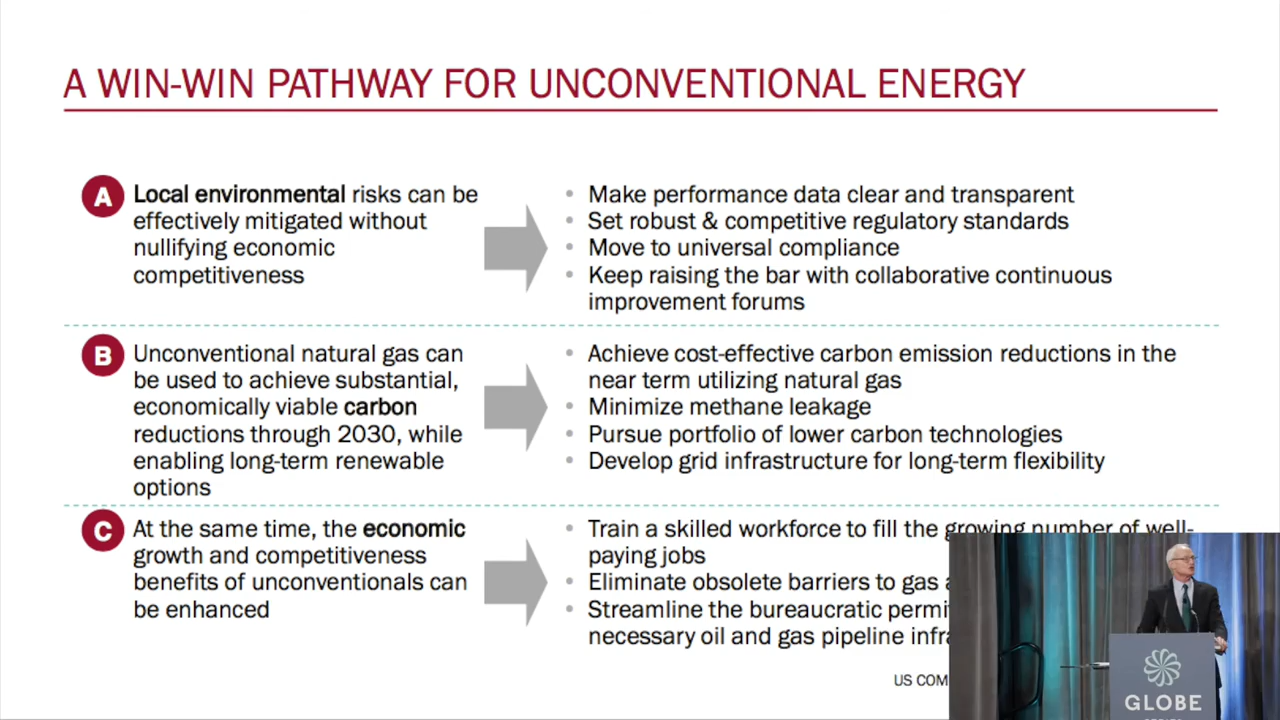 A WIN-WIN PATHWAY FOR UNCONVENTIONAL ENERGY
A
Local environmental risks can be
effectively mitigated without
nullifying economic
competitiveness
• Make performance data clear and transparent
• Set robust & competitive regulatory standards
• Move to universal compliance
• Keep raising the bar with collaborative continuous
improvement forums
B
Unconventional natural gas can
be used to achieve substantial,
economically viable carbon
reductions through 2030, while
enabling long-term renewable
options
• Achieve cost-effective carbon emission reductions in the
near term utilizing natural gas
• Minimize methane leakage
• Pursue portfolio of lower carbon technologies
• Develop grid infrastructure for long-term flexibility
C
At the same time, the economic
growth and competitiveness
benefits of unconventionals can
be enhanced
• Train a skilled workforce to fill the growing number of well-
paying jobs
• Eliminate obsolete barriers to gas
• Streamline the bureaucratic
necessary oil and gas pipeline
US
GLOBE